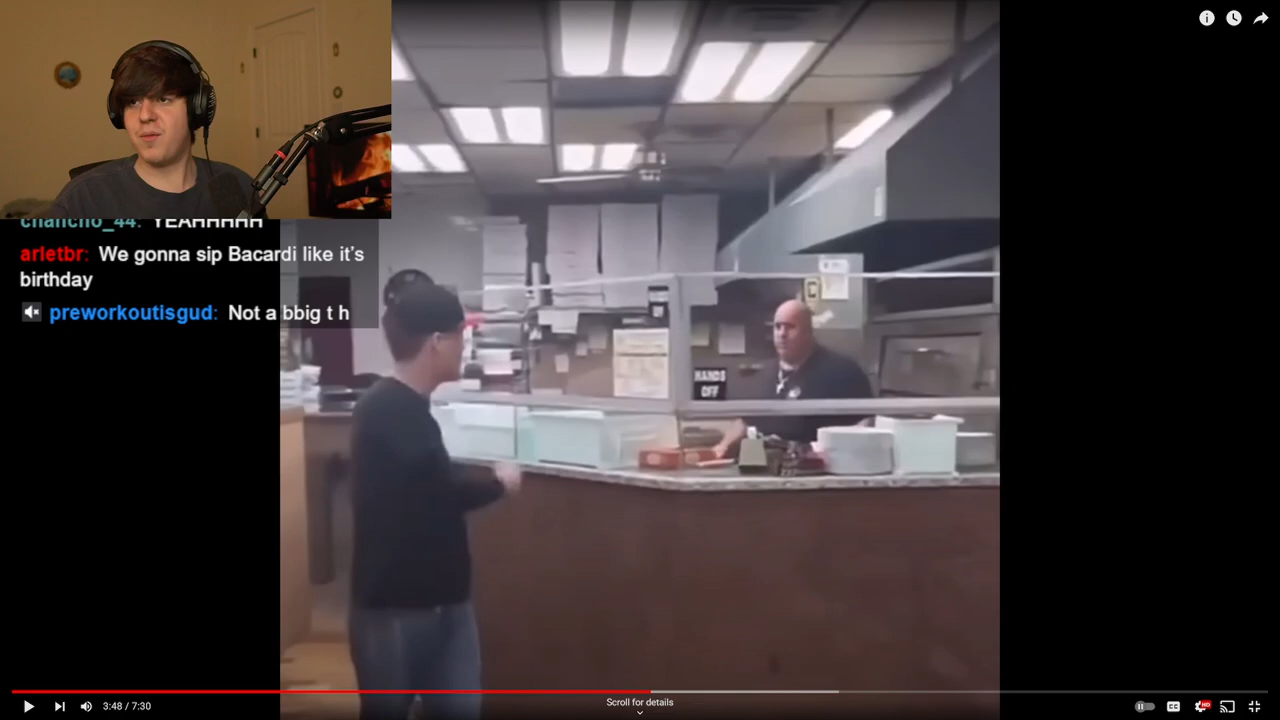 chancho_44: YEAHHHHH
arletbr: We gonna sip Bacardi like it's
birthday
preworkoutisgud: Not a bbig t h
HANDS
OFF
3:48 / 7:30
Scroll for details
HD